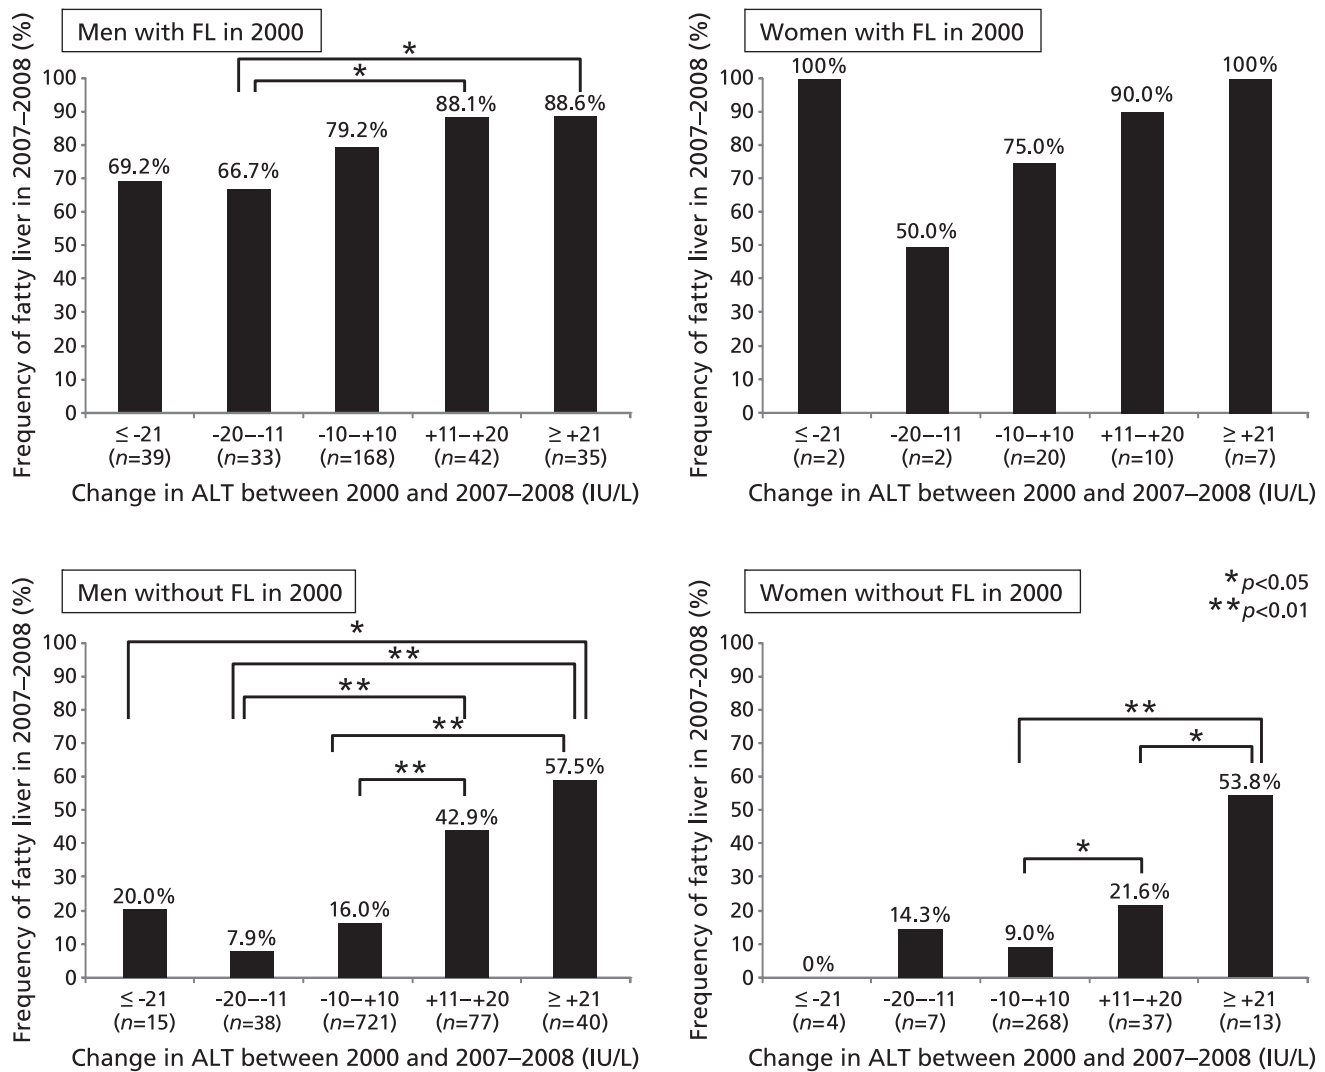 Men with FL in 2000
Frequency of fatty liver in 2007–2008 (%)
100
90
80
70
60
50
40
30
20
10
0
*
*
69.2%
66.7%
79.2%
88.1%
88.6%
≤ -21
(n=39)
-20–-11
(n=33)
-10–+10
(n=168)
+11–+20
(n=42)
≥ +21
(n=35)
Change in ALT between 2000 and 2007–2008 (IU/L)
Women with FL in 2000
Frequency of fatty liver in 2007–2008 (%)
100
90
80
70
60
50
40
30
20
10
0
100%
50.0%
75.0%
90.0%
100%
≤ -21
(n=2)
-20–-11
(n=2)
-10–+10
(n=20)
+11–+20
(n=10)
≥ +21
(n=7)
Change in ALT between 2000 and 2007–2008 (IU/L)
Men without FL in 2000
Frequency of fatty liver in 2007–2008 (%)
100
90
80
70
60
50
40
30
20
10
0
*
**
**
**
**
20.0%
7.9%
16.0%
42.9%
57.5%
≤ -21
(n=15)
-20–-11
(n=38)
-10–+10
(n=721)
+11–+20
(n=77)
≥ +21
(n=40)
Change in ALT between 2000 and 2007–2008 (IU/L)
Women without FL in 2000
*p<0.05
**p<0.01
Frequency of fatty liver in 2007-2008 (%)
100
90
80
70
60
50
40
30
20
10
0
**
*
*
0%
14.3%
9.0%
21.6%
53.8%
≤ -21
(n=4)
-20–-11
(n=7)
-10–+10
(n=268)
+11–+20
(n=37)
≥ +21
(n=13)
Change in ALT between 2000 and 2007–2008 (IU/L)